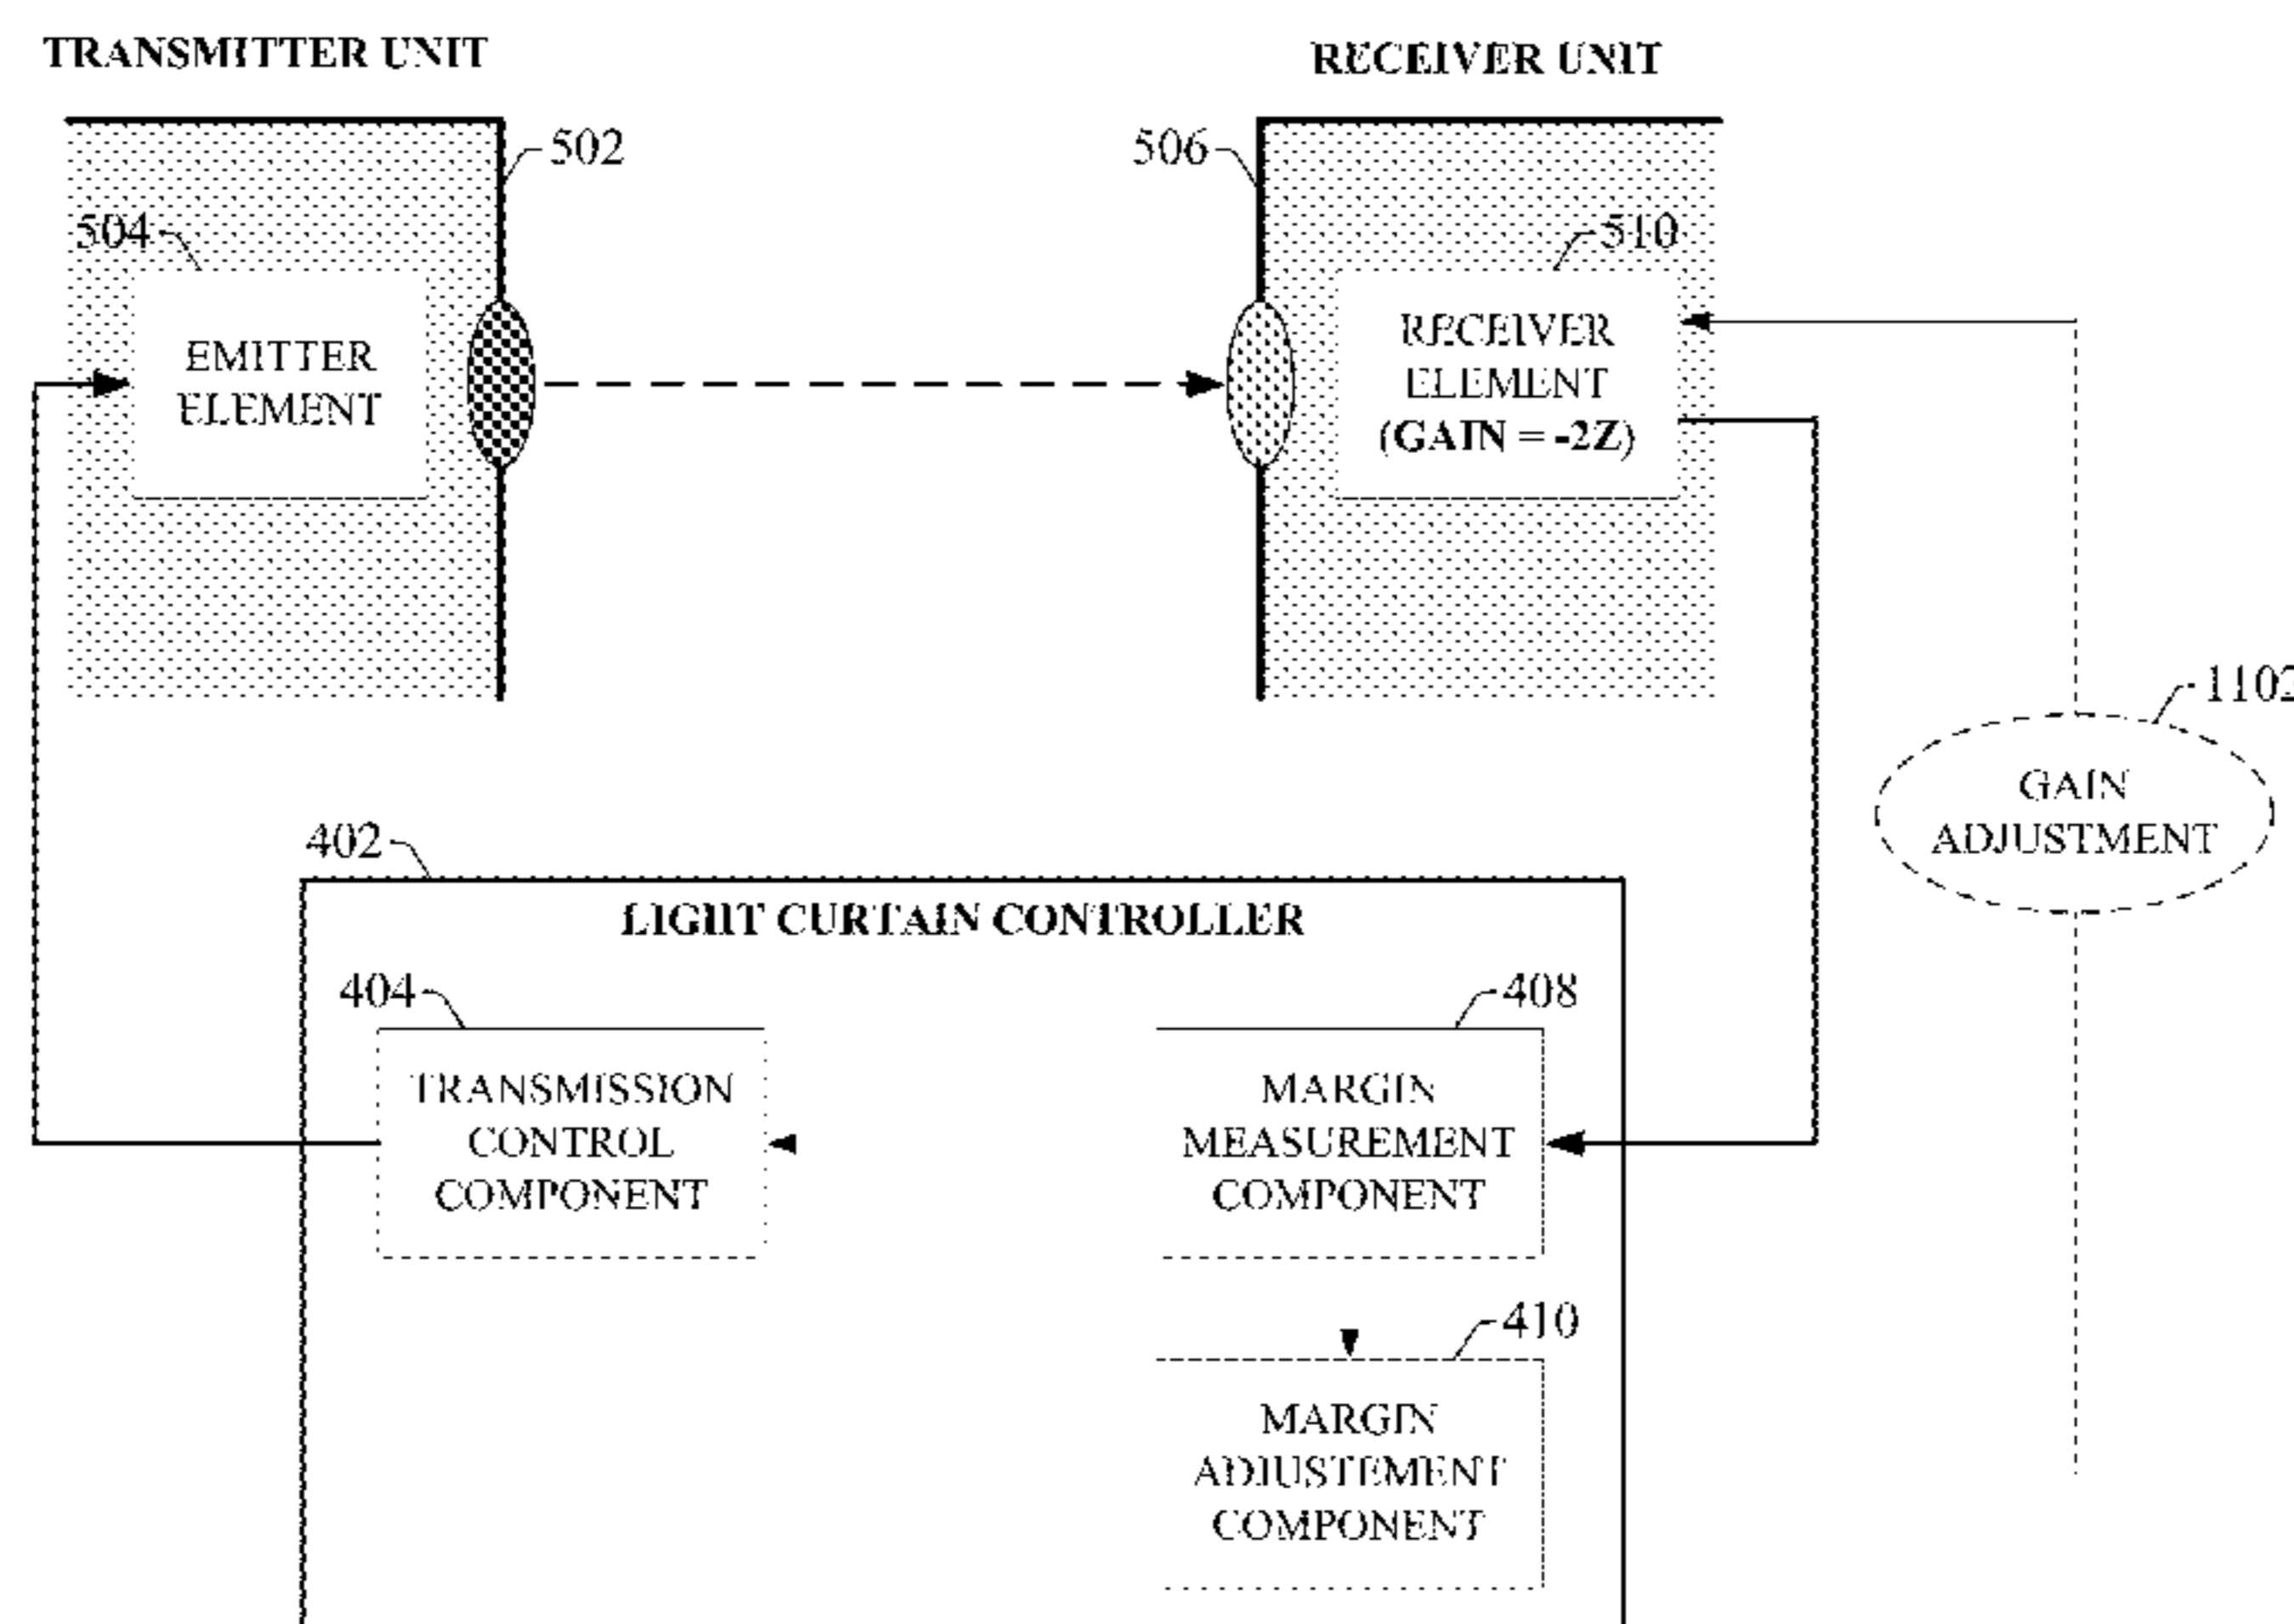 TRANSMITTER UNIT
RECEIVER UNIT
502
506
504
510
EMITTER
ELEMENT
RECEIVER
ELEMENT
(GAIN = -2Z)
1102
GAIN
ADJUSTMENT
402
LIGHT CURTAIN CONTROLLER
404
408
TRANSMISSION
CONTROL
COMPONENT
MARGIN
MEASUREMENT
COMPONENT
410
MARGIN
ADJUSTEMENT
COMPONENT